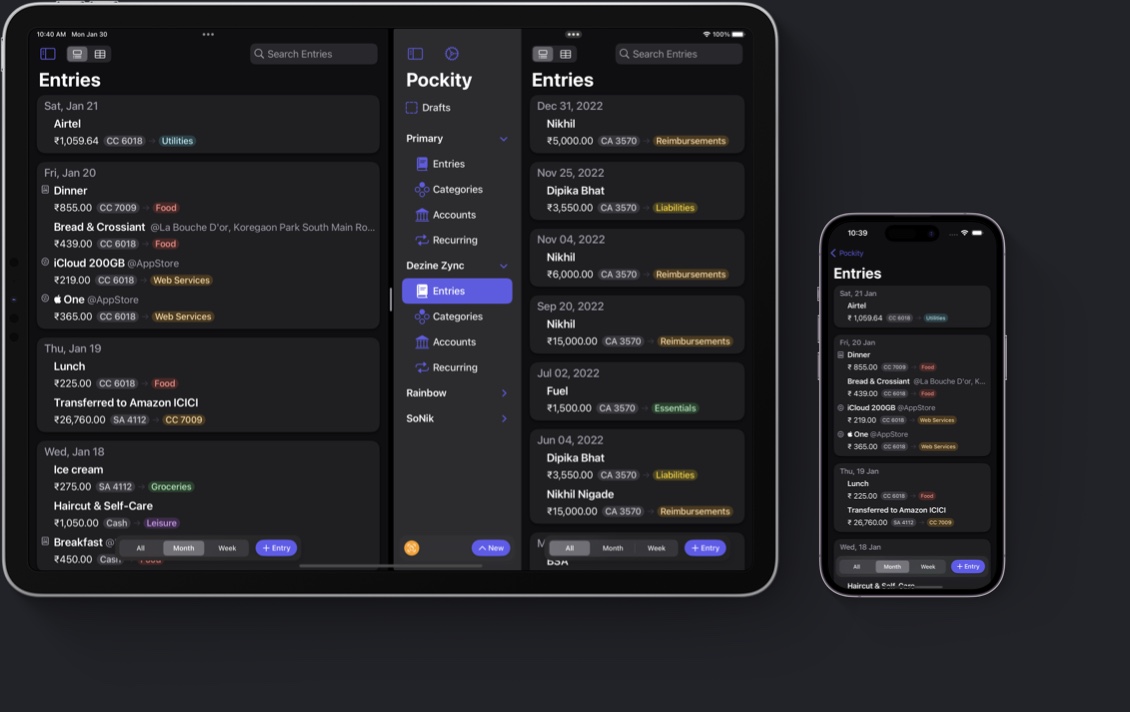 10:40 AM Mon Jan 30
Search Entries
Entries
Sat, Jan 21
Airtel
₹1,059.64 CC 6018 Utilities
Fri, Jan 20
Dinner
₹855.00 CC 7009 Food
Bread & Crossiant @La Bouche D'or, Koregaon Park South Main Ro...
₹439.00 CC 6018 Food
iCloud 200GB @AppStore
₹219.00 CC 6018 Web Services
One @AppStore
₹365.00 CC 6018 Web Services
Thu, Jan 19
Lunch
₹225.00 CC 6018 Food
Transferred to Amazon ICICI
₹26,760.00 SA 4112 CC 7009
Wed, Jan 18
Ice cream
₹275.00 SA 4112 Groceries
Haircut & Self-Care
₹1,050.00 Cash Leisure
Breakfast
₹450.00 Cash Food
All Month Week + Entry
Pockity
Drafts
Primary
Entries
Categories
Accounts
Recurring
Dezine Zync
Entries
Categories
Accounts
Recurring
Rainbow
SoNik
New
100%
Search Entries
Entries
Dec 31, 2022
Nikhil
₹5,000.00 CA 3570 Reimbursements
Nov 25, 2022
Dipika Bhat
₹3,550.00 CA 3570 Liabilities
Nov 04, 2022
Nikhil
₹6,000.00 CA 3570 Reimbursements
Sep 20, 2022
Nikhil
₹15,000.00 CA 3570 Reimbursements
Jul 02, 2022
Fuel
₹1,500.00 CA 3570 Essentials
Jun 04, 2022
Dipika Bhat
₹3,550.00 CA 3570 Liabilities
Nikhil Nigade
₹15,000.00 CA 3570 Reimbursements
All Month Week + Entry
BSA
10:39
Pockity
Entries
Sat, 21 Jan
Airtel
₹ 1,059.64 CC 6018 Utilities
Fri, 20 Jan
Dinner
₹ 855.00 CC 7009 Food
Bread & Crossiant @La Bouche D'or, K...
₹ 439.00 CC 6018 Food
iCloud 200GB @AppStore
₹ 219.00 CC 6018 Web Services
One @AppStore
₹ 365.00 CC 6018 Web Services
Thu, 19 Jan
Lunch
₹ 225.00 CC 6018 Food
Transferred to Amazon ICICI
₹ 26,760.00 SA 4112 CC 7009
Wed, 18 Jan
All Month Week + Entry
Haircut & Self-Care